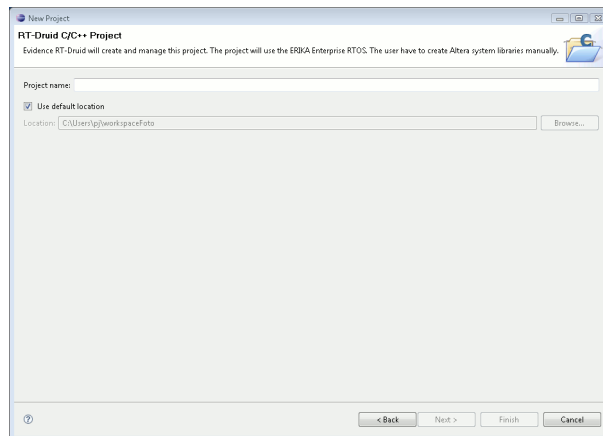 New Project
RT-Druid C/C++ Project
Evidence RT-Druid will create and manage this project. The project will use the ERIKA Enterprise RTOS. The user have to create Altera system libraries manually.
Project name:
Use default location
Location: C:\Users\pj\workspaceFoto Browse...
< Back Next > Finish Cancel